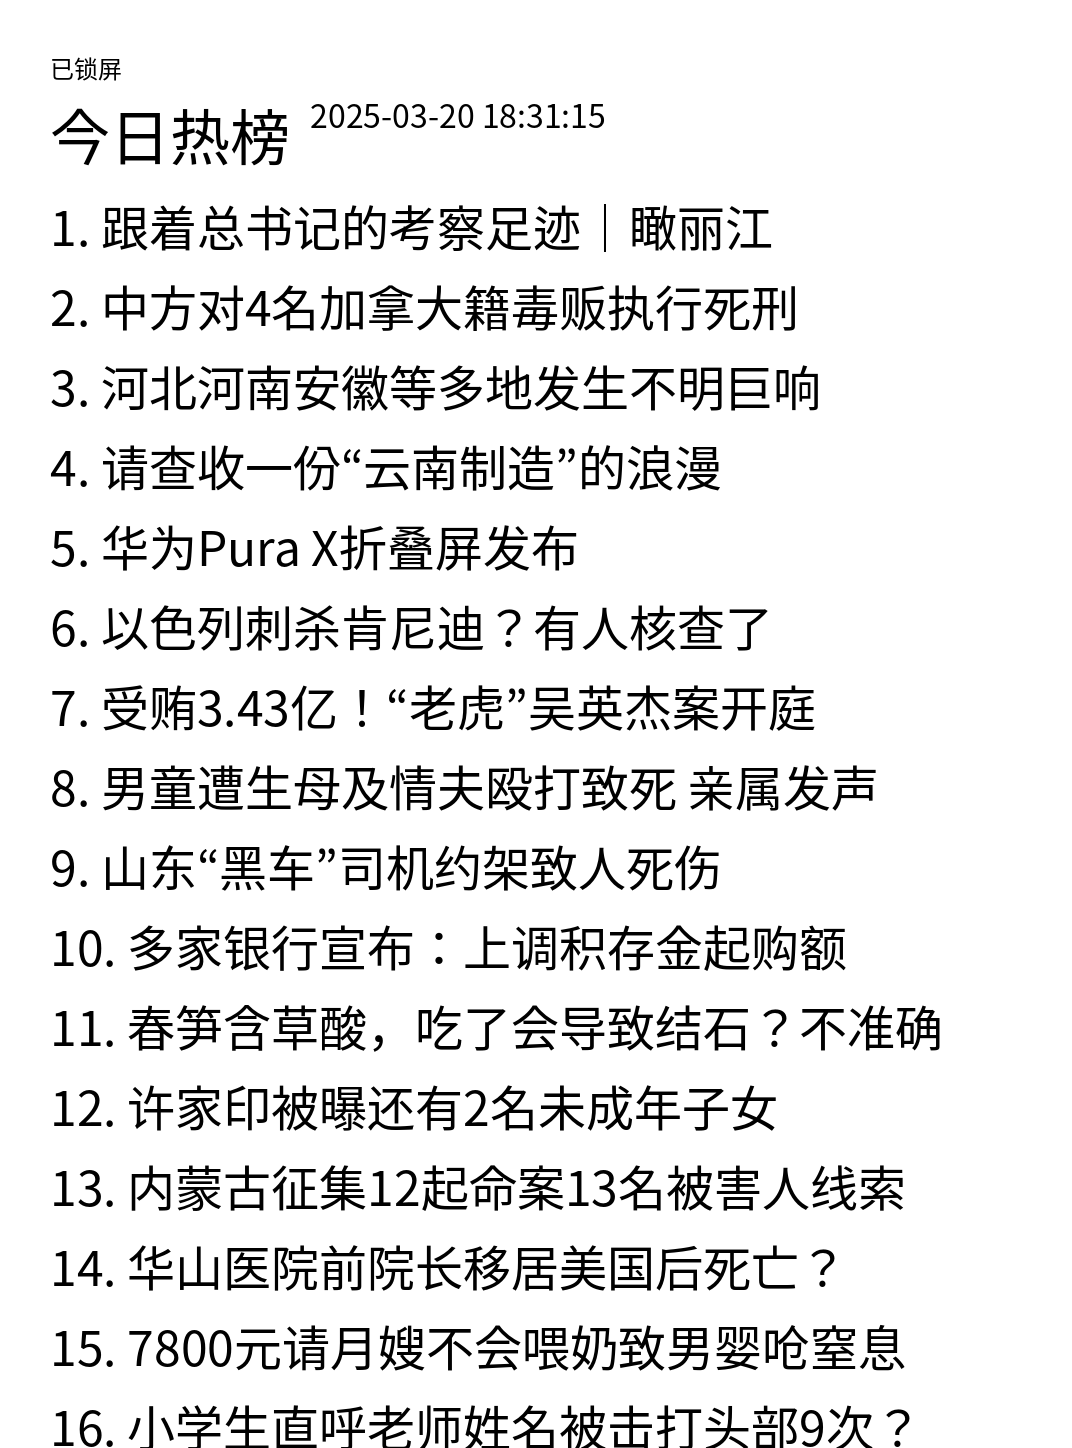 已锁屏
今日热榜 2025-03-20 18:31:15
1. 跟着总书记的考察足迹｜瞰丽江
2. 中方对4名加拿大籍毒贩执行死刑
3. 河北河南安徽等多地发生不明巨响
4. 请查收一份“云南制造”的浪漫
5. 华为Pura X折叠屏发布
6. 以色列刺杀肯尼迪？有人核查了
7. 受贿3.43亿！“老虎”吴英杰案开庭
8. 男童遭生母及情夫殴打致死 亲属发声
9. 山东“黑车”司机约架致人死伤
10. 多家银行宣布：上调积存金起购额
11. 春笋含草酸，吃了会导致结石？不准确
12. 许家印被曝还有2名未成年子女
13. 内蒙古征集12起命案13名被害人线索
14. 华山医院前院长移居美国后死亡？
15. 7800元请月嫂不会喂奶致男婴呛窒息
16. 小学生直呼老师姓名被击打头部9次？